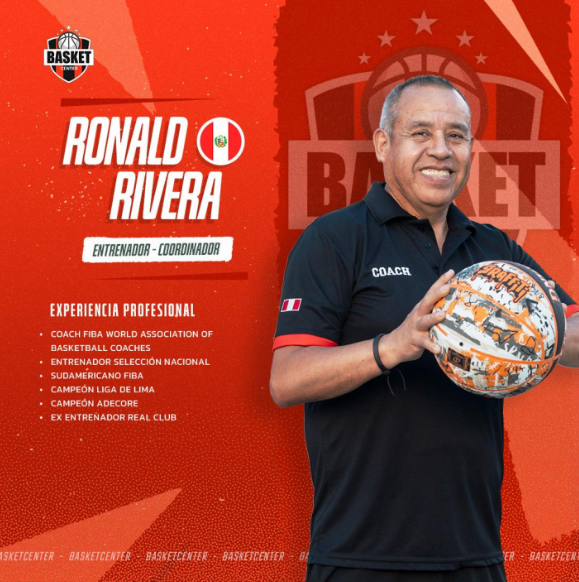 BASKET
CENTER
RONALD
RIVERA
ENTRENADOR - COORDINADOR
EXPERIENCIA PROFESIONAL
• COACH FIBA WORLD ASSOCIATION OF
BASKETBALL COACHES
• ENTRENADOR SELECCIÓN NACIONAL
• SUDAMERICANO FIBA
• CAMPEÓN LIGA DE LIMA
• CAMPEÓN ADECORE
• EX ENTRENADOR REAL CLUB
BASKET
COACH
ASKETCENTER - BASKETCENTER - BASKETCENTER - BASKETCENTER - BASKETCENTER